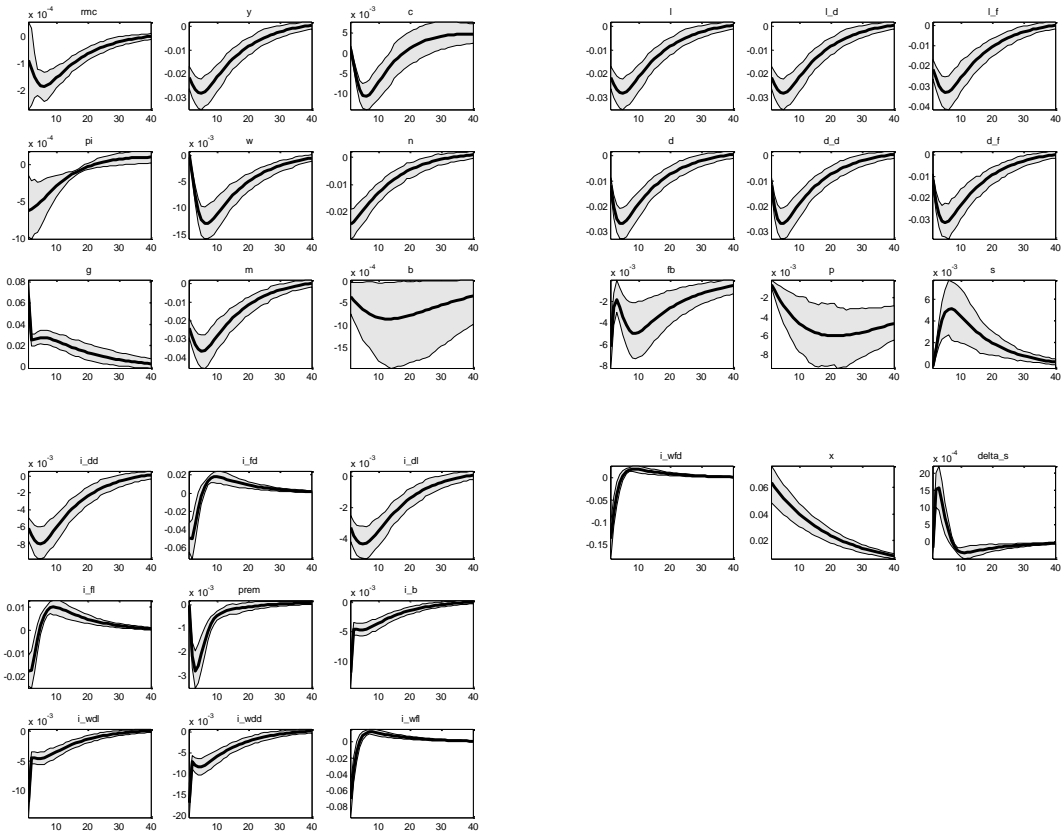 x 10⁻⁴
rmc
0
-1
-2
10 20 30 40
y
0
-0.01
-0.02
-0.03
10 20 30 40
x 10⁻³
c
5
0
-5
-10
10 20 30 40
l
0
-0.01
-0.02
-0.03
10 20 30 40
l_d
0
-0.01
-0.02
-0.03
10 20 30 40
l_f
0
-0.01
-0.02
-0.03
-0.04
10 20 30 40
x 10⁻⁴
pi
0
-5
-10
10 20 30 40
x 10⁻³
w
0
-5
-10
-15
10 20 30 40
n
0
-0.01
-0.02
10 20 30 40
d
0
-0.01
-0.02
-0.03
10 20 30 40
d_d
0
-0.01
-0.02
-0.03
10 20 30 40
d_f
0
-0.01
-0.02
-0.03
10 20 30 40
g
0.08
0.06
0.04
0.02
0
10 20 30 40
m
0
-0.01
-0.02
-0.03
-0.04
10 20 30 40
x 10⁻⁴
b
0
-5
-10
-15
10 20 30 40
x 10⁻³
fb
-2
-4
-6
-8
10 20 30 40
x 10⁻³
p
-2
-4
-6
-8
10 20 30 40
x 10⁻³
s
6
4
2
0
10 20 30 40
x 10⁻³
i_dd
0
-2
-4
-6
-8
10 20 30 40
i_fd
0.02
0
-0.02
-0.04
-0.06
10 20 30 40
x 10⁻³
i_dl
0
-2
-4
10 20 30 40
i_wfd
0
-0.05
-0.1
-0.15
10 20 30 40
x
0.06
0.04
0.02
10 20 30 40
x 10⁻⁴
delta_s
20
15
10
5
0
10 20 30 40
i_fl
0.01
0
-0.01
-0.02
10 20 30 40
x 10⁻³
prem
0
-1
-2
-3
10 20 30 40
x 10⁻³
i_b
0
-5
-10
10 20 30 40
x 10⁻³
i_wdl
0
-5
-10
10 20 30 40
x 10⁻³
i_wdd
0
-5
-10
-15
-20
10 20 30 40
i_wfl
0
-0.02
-0.04
-0.06
-0.08
10 20 30 40